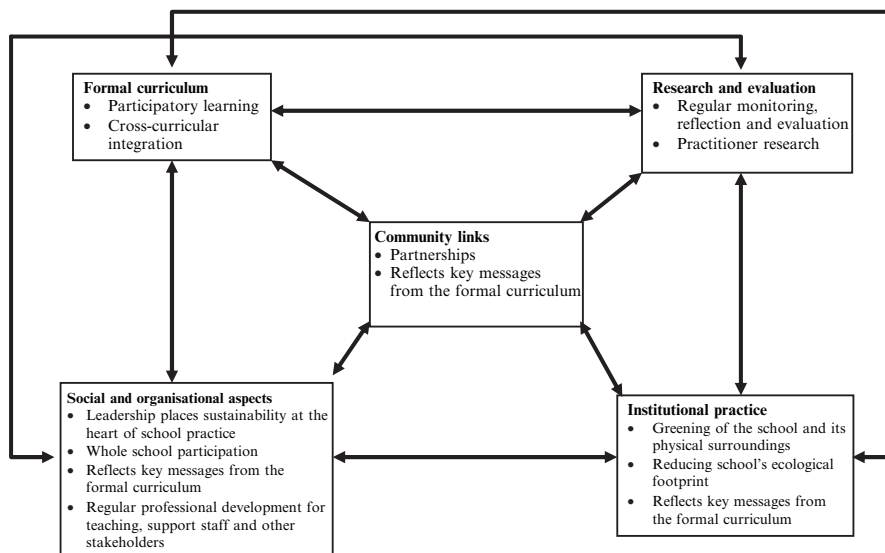 Formal curriculum
• Participatory learning
• Cross-curricular
integration
Research and evaluation
• Regular monitoring,
reflection and evaluation
• Practitioner research
Community links
• Partnerships
• Reflects key messages
from the formal curriculum
Social and organisational aspects
• Leadership places sustainability at the
heart of school practice
• Whole school participation
• Reflects key messages from the
formal curriculum
• Regular professional development for
teaching, support staff and other
stakeholders
Institutional practice
• Greening of the school and its
physical surroundings
• Reducing school's ecological
footprint
• Reflects key messages from
the formal curriculum